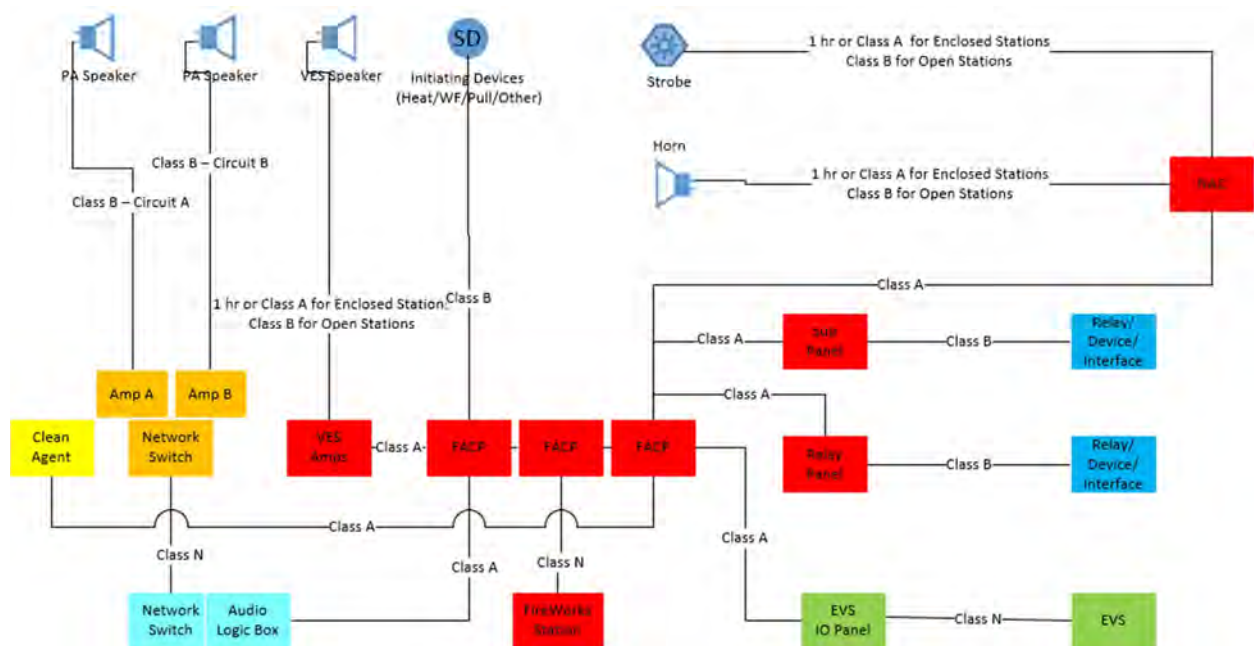 PA Speaker
PA Speaker
VES Speaker
SD
Initiating Devices
(Heat/WF/Pull/Other)
Strobe
1 hr or Class A for Enclosed Stations
Class B for Open Stations
Horn
1 hr or Class A for Enclosed Stations
Class B for Open Stations
NAC
Class B – Circuit B
Class B – Circuit A
1 hr or Class A for Enclosed Station
Class B for Open Stations
Class B
Class A
Class A
Sub
Panel
Class B
Relay/
Device/
Interface
Amp A
Amp B
Class A
Clean
Agent
Network
Switch
VES
Amps
Class A
FACP
FACP
FACP
Relay
Panel
Class B
Relay/
Device/
Interface
Class A
Class N
Class A
Class N
Class A
Network
Switch
Audio
Logic Box
FireWorks
Station
EVS
IO Panel
Class N
EVS